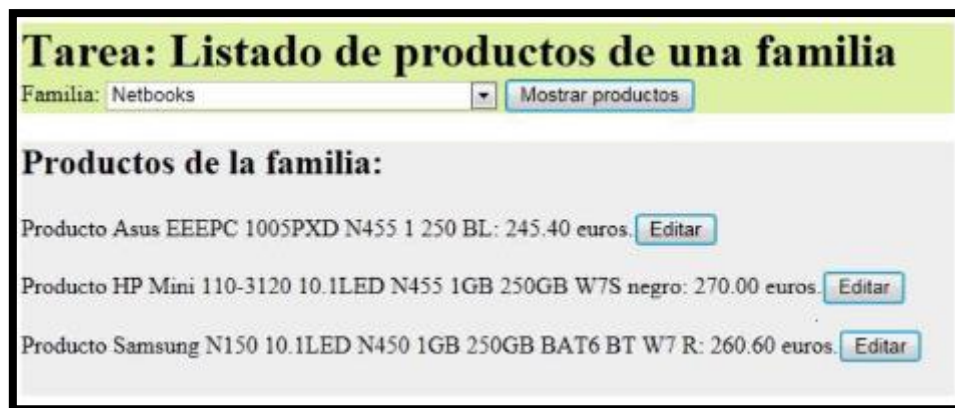 Tarea: Listado de productos de una familia
Familia: Netbooks Mostrar productos
Productos de la familia:
Producto Asus EEEPC 1005PXD N455 1 250 BL: 245.40 euros. Editar
Producto HP Mini 110-3120 10.1LED N455 1GB 250GB W7S negro: 270.00 euros. Editar
Producto Samsung N150 10.1LED N450 1GB 250GB BAT6 BT W7 R: 260.60 euros. Editar